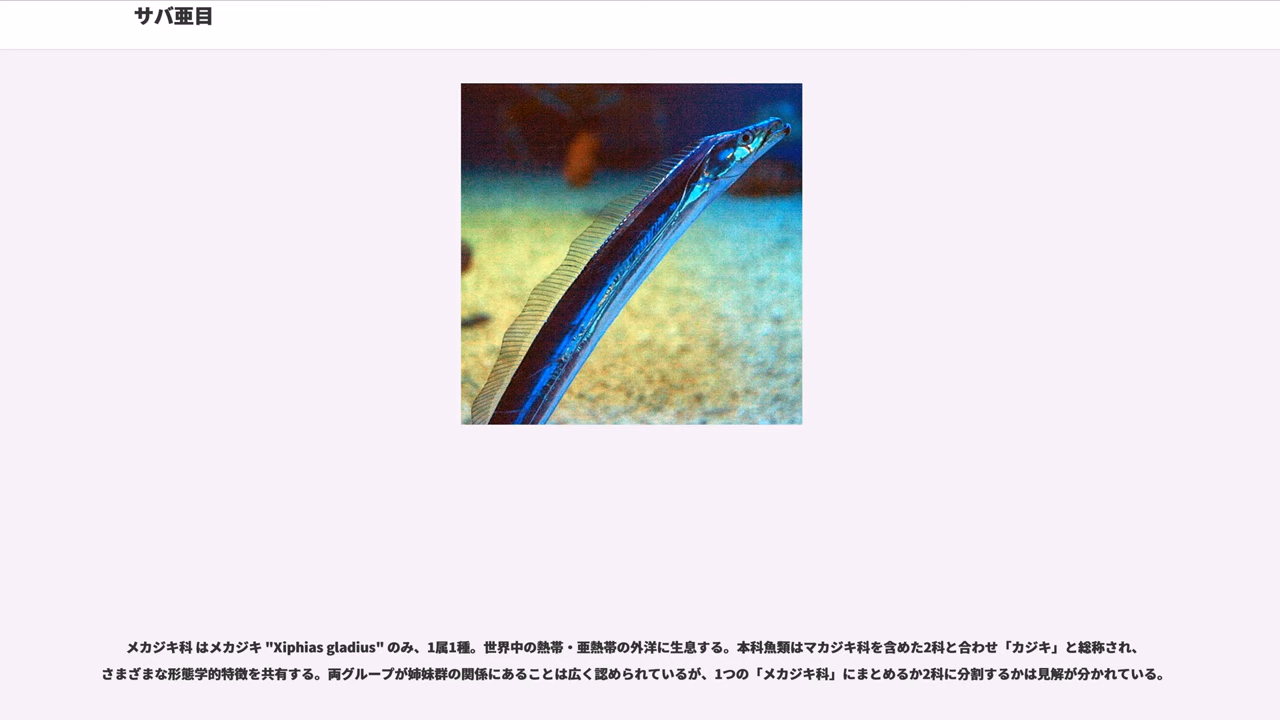 サバ亜目
メカジキ科 はメカジキ "Xiphias gladius" のみ、1属1種。世界中の熱帯・亜熱帯の外洋に生息する。本科魚類はマカジキ科を含めた2科と合わせ「カジキ」と総称され、
さまざまな形態学的特徴を共有する。両グループが姉妹群の関係にあることは広く認められているが、1つの「メカジキ科」にまとめるか2科に分割するかは見解が分かれている。